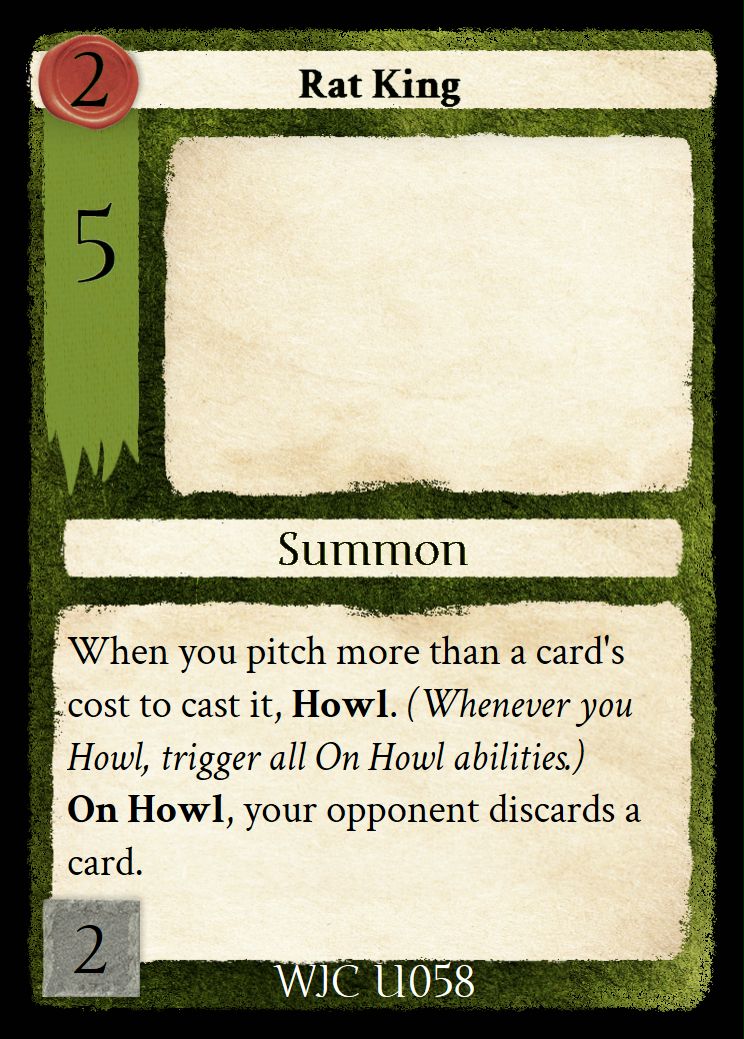 2
Rat King
5
Summon
When you pitch more than a card's
cost to cast it, Howl. (Whenever you
Howl, trigger all On Howl abilities.)
On Howl, your opponent discards a
card.
2
WJC U058